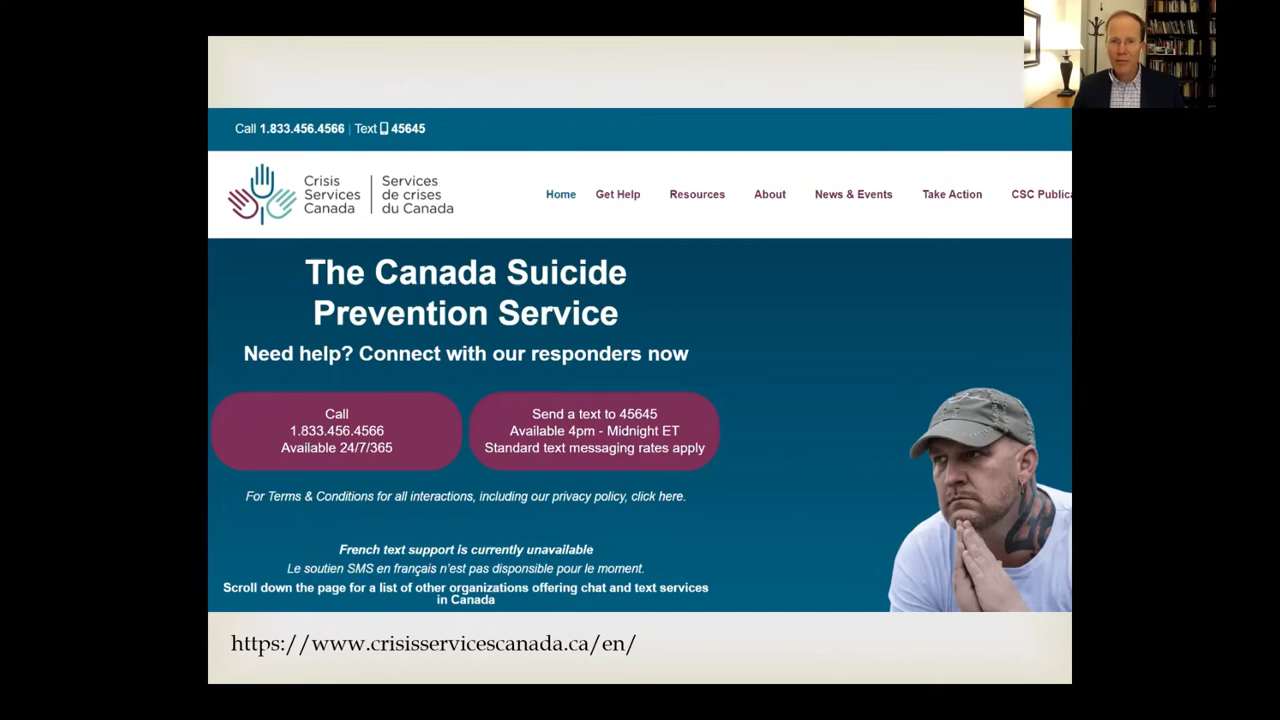 Call 1.833.456.4566 | Text 45645
Crisis
Services
Canada
Services
de crises
du Canada
Home Get Help Resources About News & Events Take Action CSC Publica
The Canada Suicide
Prevention Service
Need help? Connect with our responders now
Call
1.833.456.4566
Available 24/7/365
Send a text to 45645
Available 4pm - Midnight ET
Standard text messaging rates apply
For Terms & Conditions for all interactions, including our privacy policy, click here.
French text support is currently unavailable
Le soutien SMS en français n'est pas disponible pour le moment.
Scroll down the page for a list of other organizations offering chat and text services
in Canada
https://www.crisisservicescanada.ca/en/